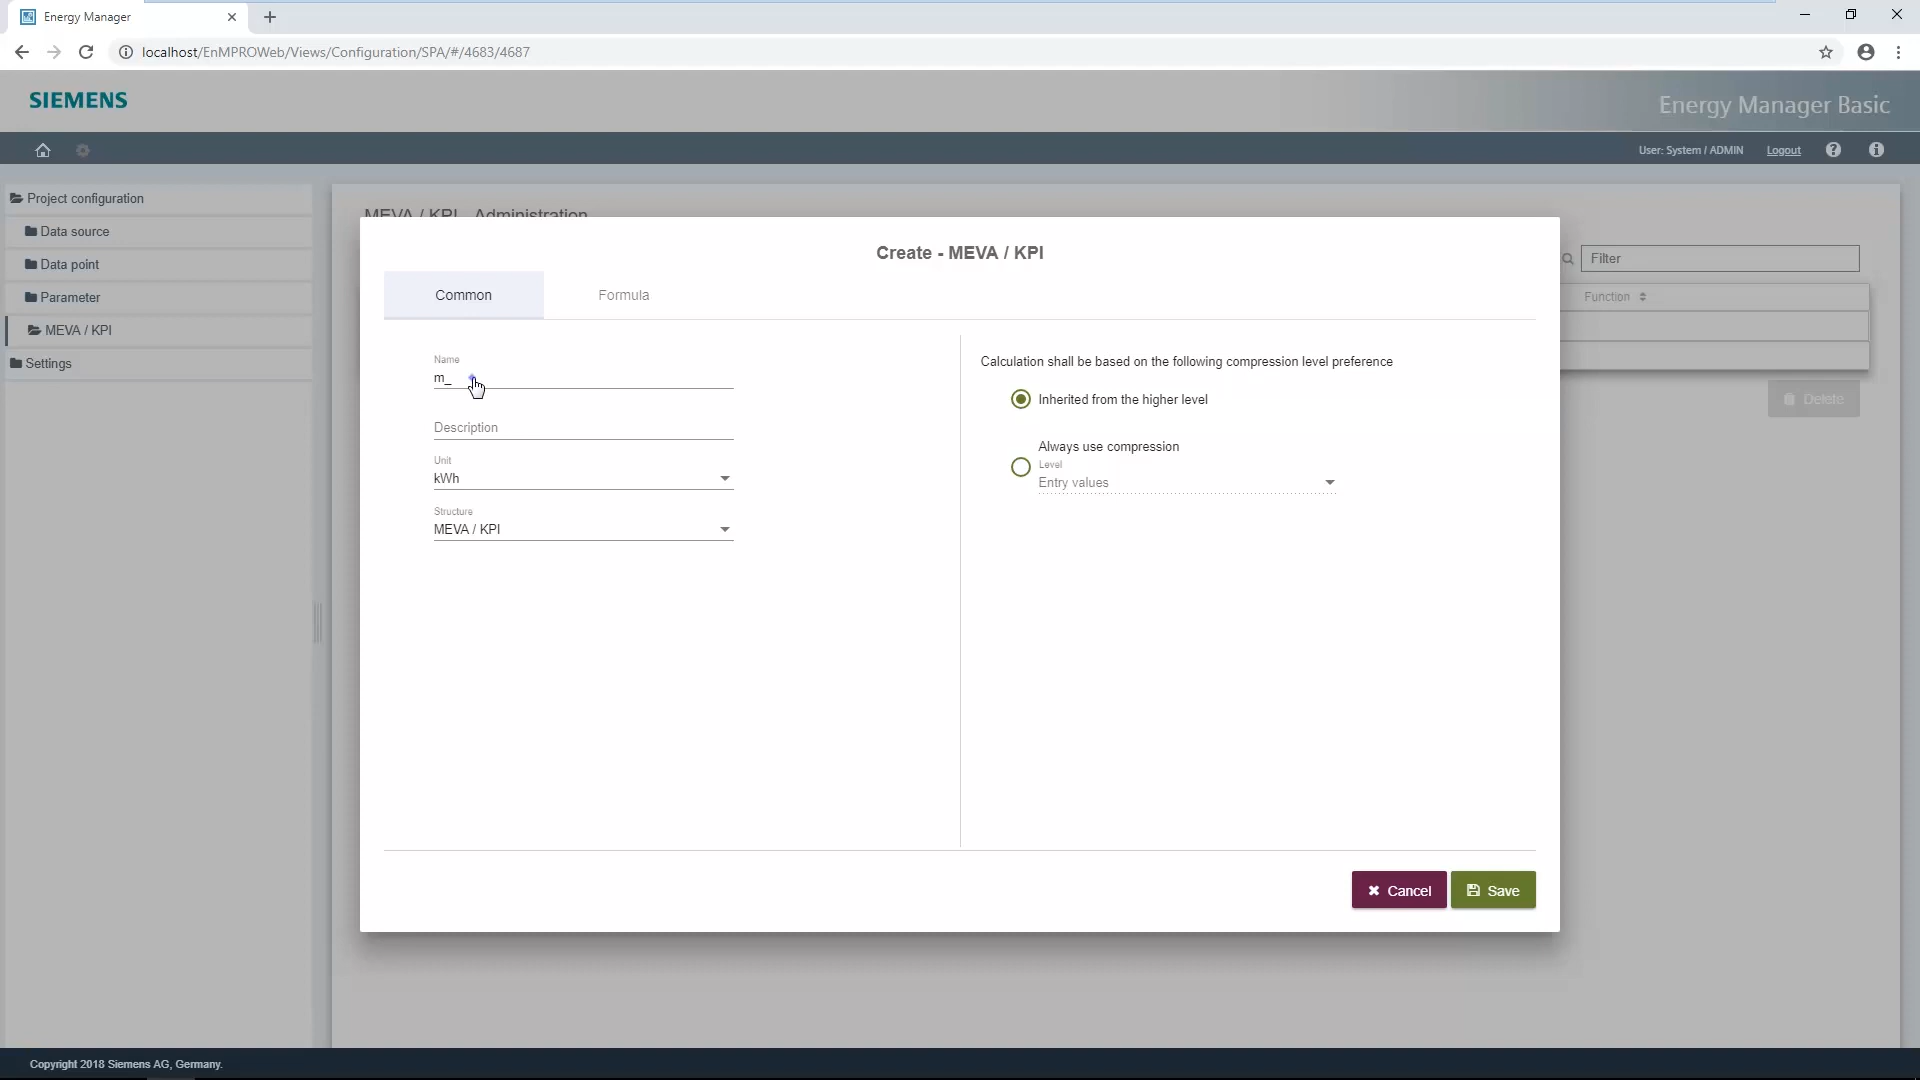 Energy Manager
localhost/EnMPROWeb/Views/Configuration/SPA/#/4683/4687
SIEMENS
Energy Manager Basic
User: System / ADMIN Logout
Project configuration
Data source
Data point
Parameter
MEVA / KPI
Settings
MEVA / KPI Administration
Filter
Function
Delete
Create - MEVA / KPI
Common Formula
Name
m_
Description
Unit
kWh
Structure
MEVA / KPI
Calculation shall be based on the following compression level preference
Inherited from the higher level
Always use compression
Level
Entry values
Cancel Save
Copyright 2018 Siemens AG, Germany.